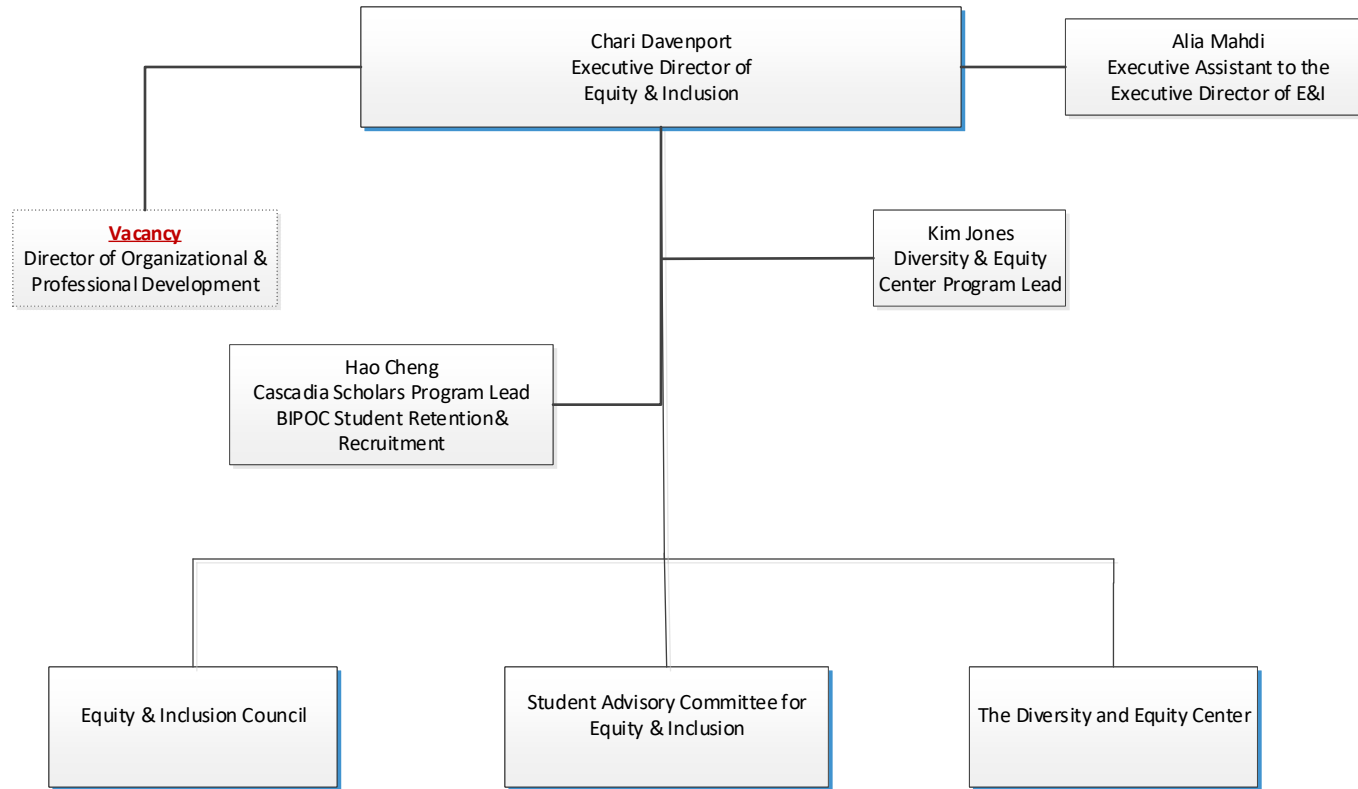 Chari Davenport
Executive Director of
Equity & Inclusion
Alia Mahdi
Executive Assistant to the
Executive Director of E&I
Vacancy
Director of Organizational &
Professional Development
Kim Jones
Diversity & Equity
Center Program Lead
Hao Cheng
Cascadia Scholars Program Lead
BIPOC Student Retention&
Recruitment
Equity & Inclusion Council
Student Advisory Committee for
Equity & Inclusion
The Diversity and Equity Center